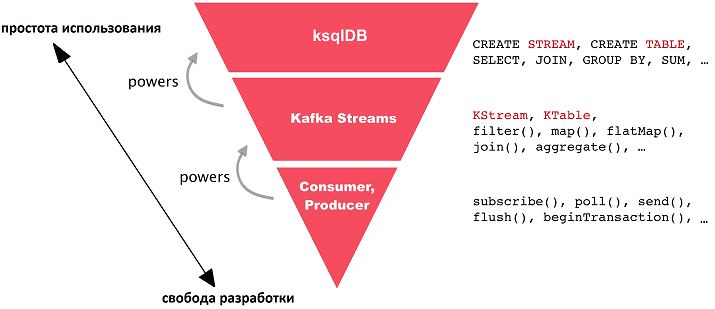 простота использования
ksqlDB
CREATE STREAM, CREATE TABLE,
SELECT, JOIN, GROUP BY, SUM, …
powers
Kafka Streams
KStream, KTable,
filter(), map(), flatMap(),
join(), aggregate(), …
powers
Consumer,
Producer
subscribe(), poll(), send(),
flush(), beginTransaction(), …
свобода разработки